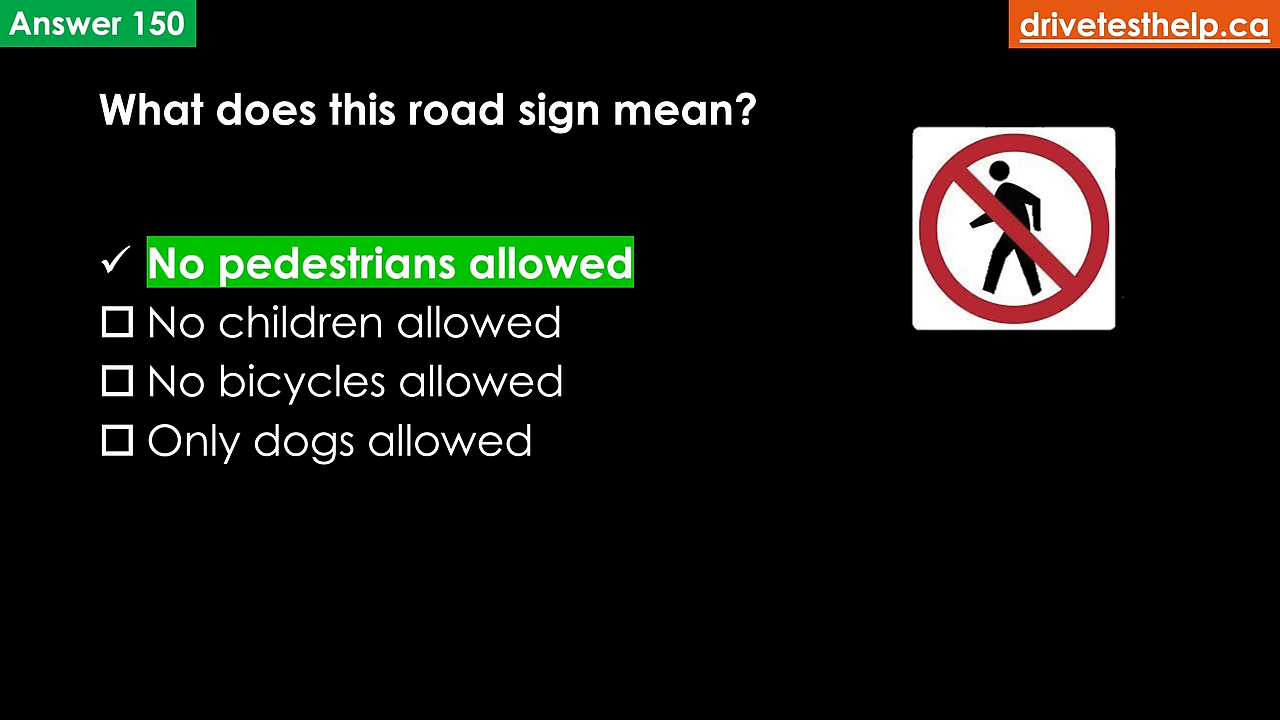 Answer 150
drivetesthelp.ca
What does this road sign mean?
No pedestrians allowed
No children allowed
No bicycles allowed
Only dogs allowed